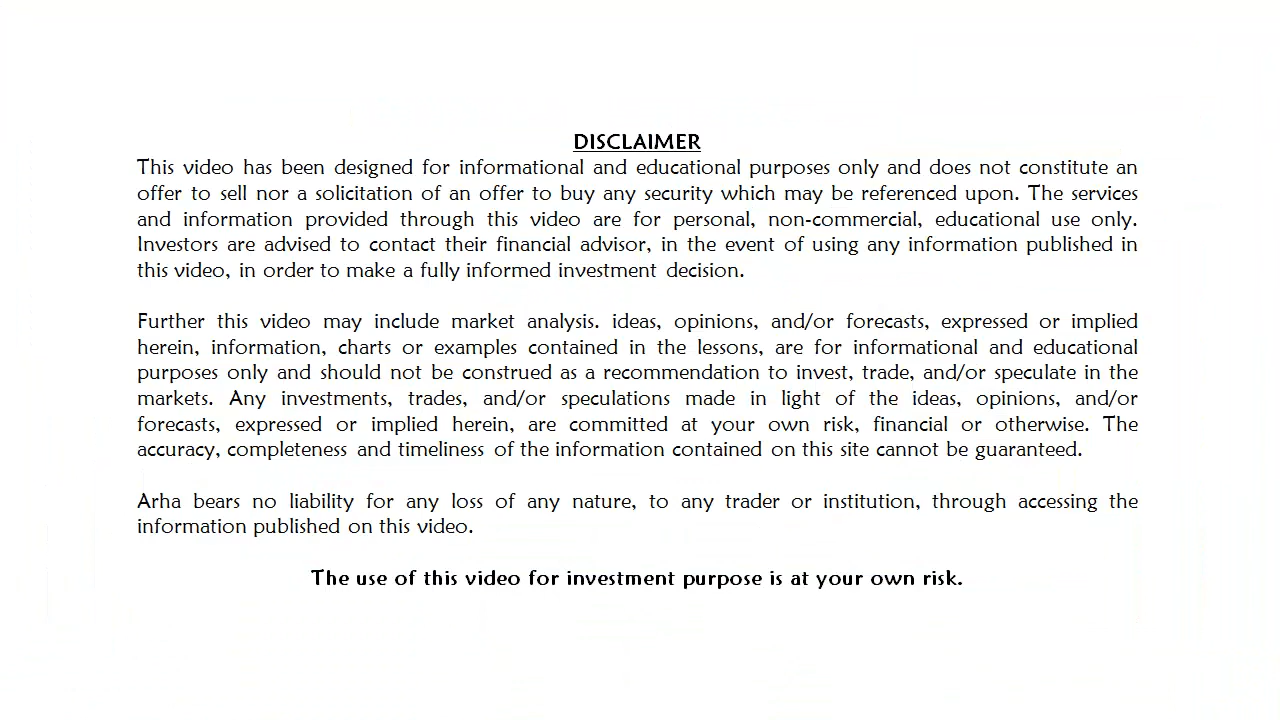 DISCLAIMER
This video has been designed for informational and educational purposes only and does not constitute an
offer to sell nor a solicitation of an offer to buy any security which may be referenced upon. The services
and information provided through this video are for personal, non-commercial, educational use only.
Investors are advised to contact their financial advisor, in the event of using any information published in
this video, in order to make a fully informed investment decision.
Further this video may include market analysis. ideas, opinions, and/or forecasts, expressed or implied
herein, information, charts or examples contained in the lessons, are for informational and educational
purposes only and should not be construed as a recommendation to invest, trade, and/or speculate in the
markets. Any investments, trades, and/or speculations made in light of the ideas, opinions, and/or
forecasts, expressed or implied herein, are committed at your own risk, financial or otherwise. The
accuracy, completeness and timeliness of the information contained on this site cannot be guaranteed.
Arha bears no liability for any loss of any nature, to any trader or institution, through accessing the
information published on this video.
The use of this video for investment purpose is at your own risk.